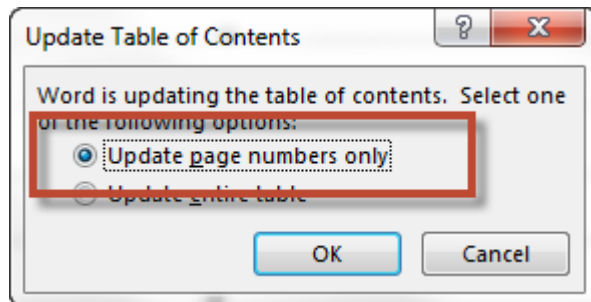 Update Table of Contents
?
X
Word is updating the table of contents. Select one
of the following options:
Update page numbers only
Update entire table
OK
Cancel